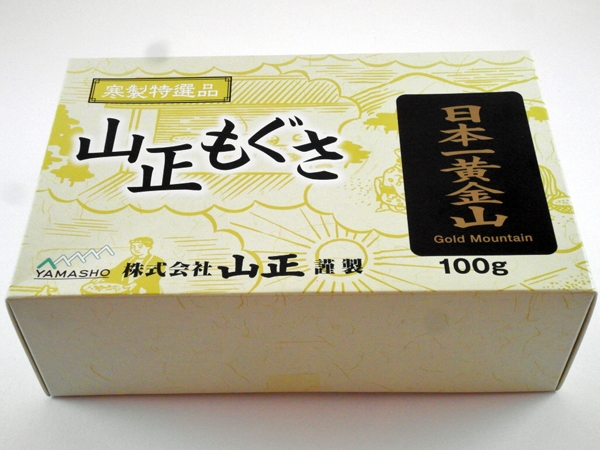 寒製特選品
山正もぐさ
日本一黄金山
Gold Mountain
100g
YAMASHO
株式会社 山正 謹製